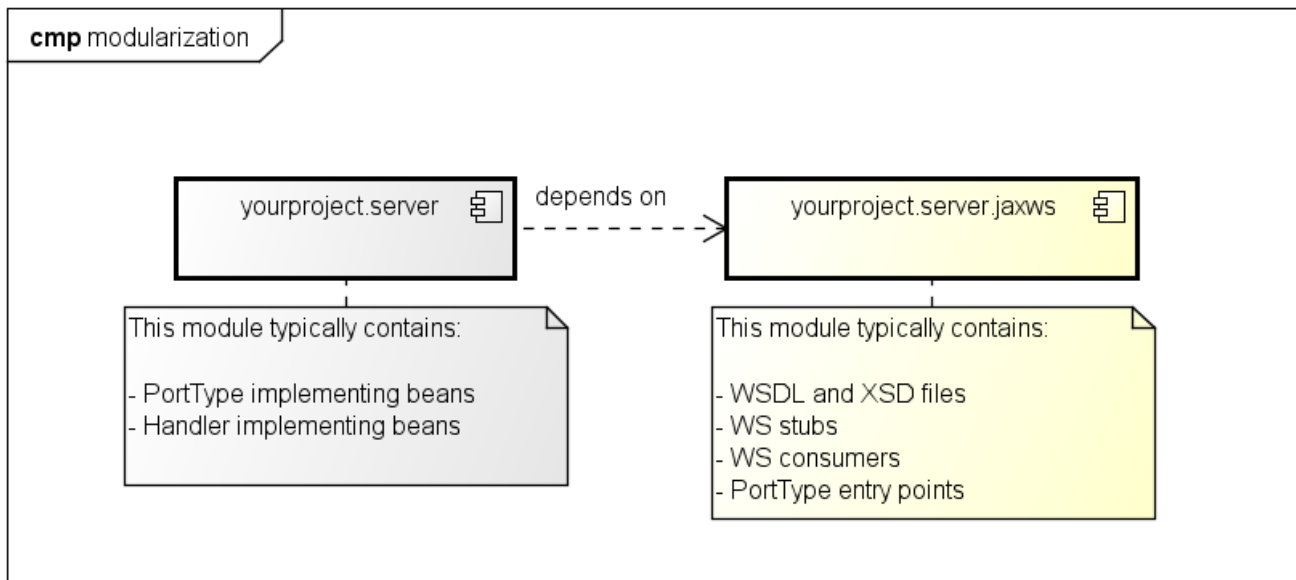 cmp modularization
yourproject.server
depends on
yourproject.server.jaxws
This module typically contains:
- PortType implementing beans
- Handler implementing beans
This module typically contains:
- WSDL and XSD files
- WS stubs
- WS consumers
- PortType entry points